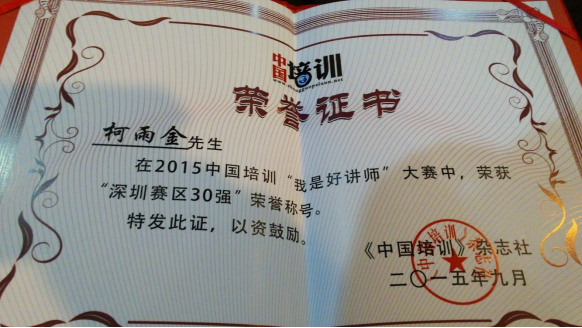 中国培训
荣誉证书
柯雨金先生
在2015中国培训“我是好讲师”大赛中，荣获
“深圳赛区30强”荣誉称号。
特发此证，以资鼓励。
《中国培训》杂志社
二〇一五年九月